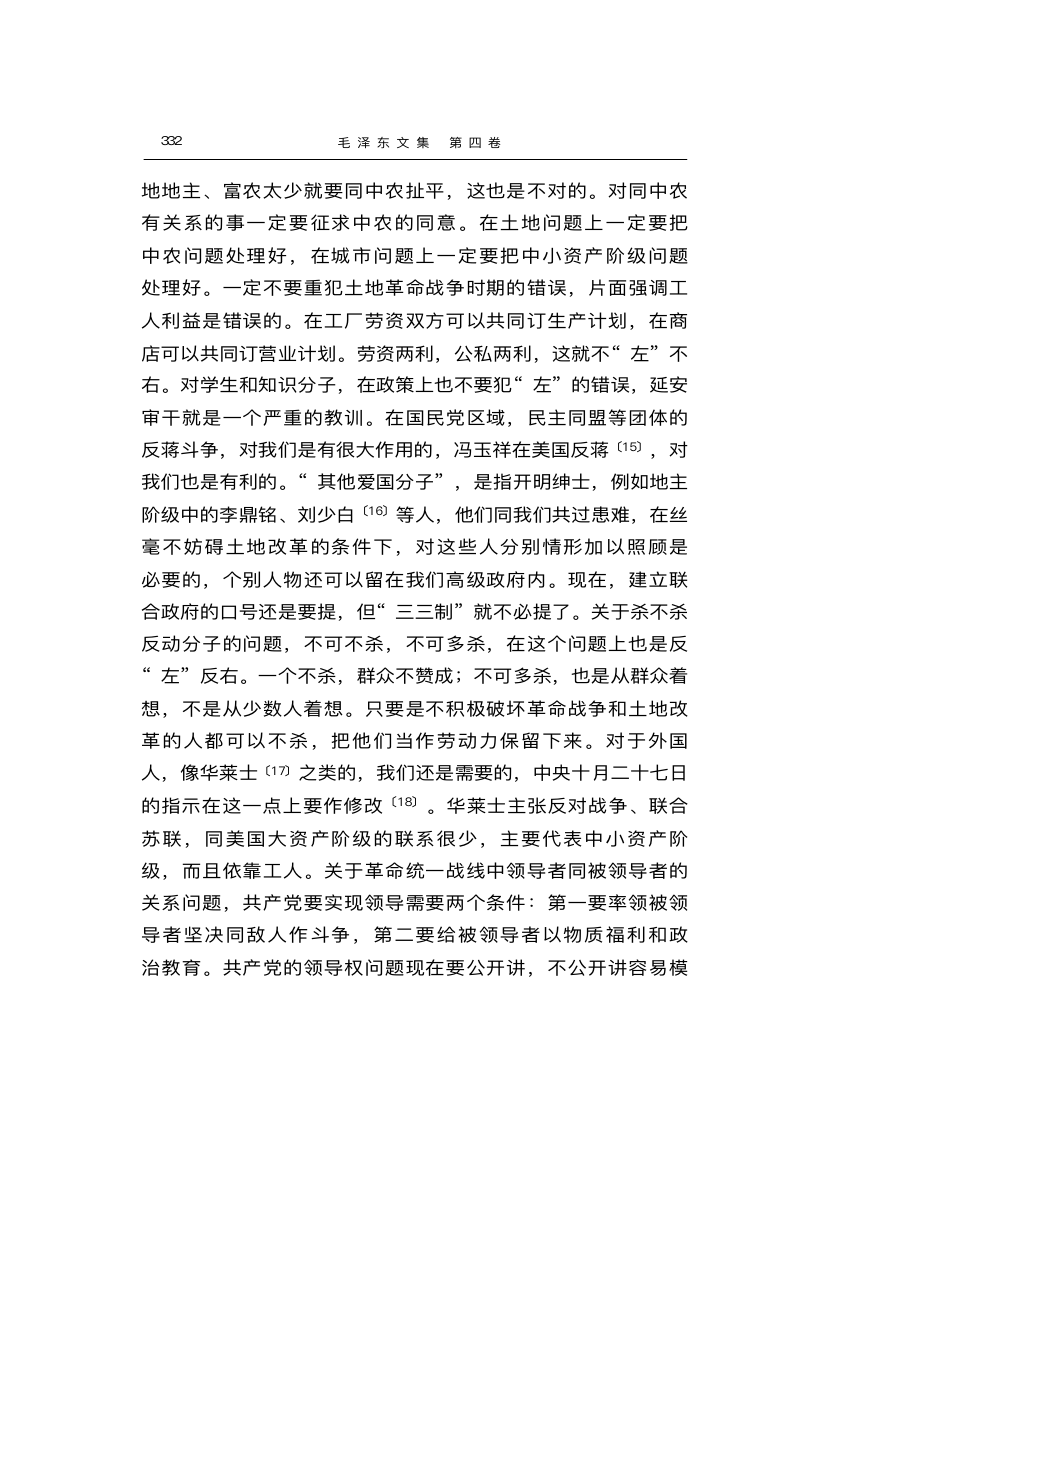 332
毛泽东文集 第四卷
地地主、富农太少就要同中农扯平，这也是不对的。对同中农
有关系的事一定要征求中农的同意。在土地问题上一定要把
中农问题处理好，在城市问题上一定要把中小资产阶级问题
处理好。一定不要重犯土地革命战争时期的错误，片面强调工
人利益是错误的。在工厂劳资双方可以共同订生产计划，在商
店可以共同订营业计划。劳资两利，公私两利，这就不“左”不
右。对学生和知识分子，在政策上也不要犯“左”的错误，延安
审干就是一个严重的教训。在国民党区域，民主同盟等团体的
反蒋斗争，对我们是有很大作用的，冯玉祥在美国反蒋〔15〕，对
我们也是有利的。“其他爱国分子”，是指开明绅士，例如地主
阶级中的李鼎铭、刘少白〔16〕等人，他们同我们共过患难，在丝
毫不妨碍土地改革的条件下，对这些人分别情形加以照顾是
必要的，个别人物还可以留在我们高级政府内。现在，建立联
合政府的口号还是要提，但“三三制”就不必提了。关于杀不杀
反动分子的问题，不可不杀，不可多杀，在这个问题上也是反
“左”反右。一个不杀，群众不赞成；不可多杀，也是从群众着
想，不是从少数人着想。只要是不积极破坏革命战争和土地改
革的人都可以不杀，把他们当作劳动力保留下来。对于外国
人，像华莱士〔17〕之类的，我们还是需要的，中央十月二十七日
的指示在这一点上要作修改〔18〕。华莱士主张反对战争、联合
苏联，同美国大资产阶级的联系很少，主要代表中小资产阶
级，而且依靠工人。关于革命统一战线中领导者同被领导者的
关系问题，共产党要实现领导需要两个条件：第一要率领被领
导者坚决同敌人作斗争，第二要给被领导者以物质福利和政
治教育。共产党的领导权问题现在要公开讲，不公开讲容易模